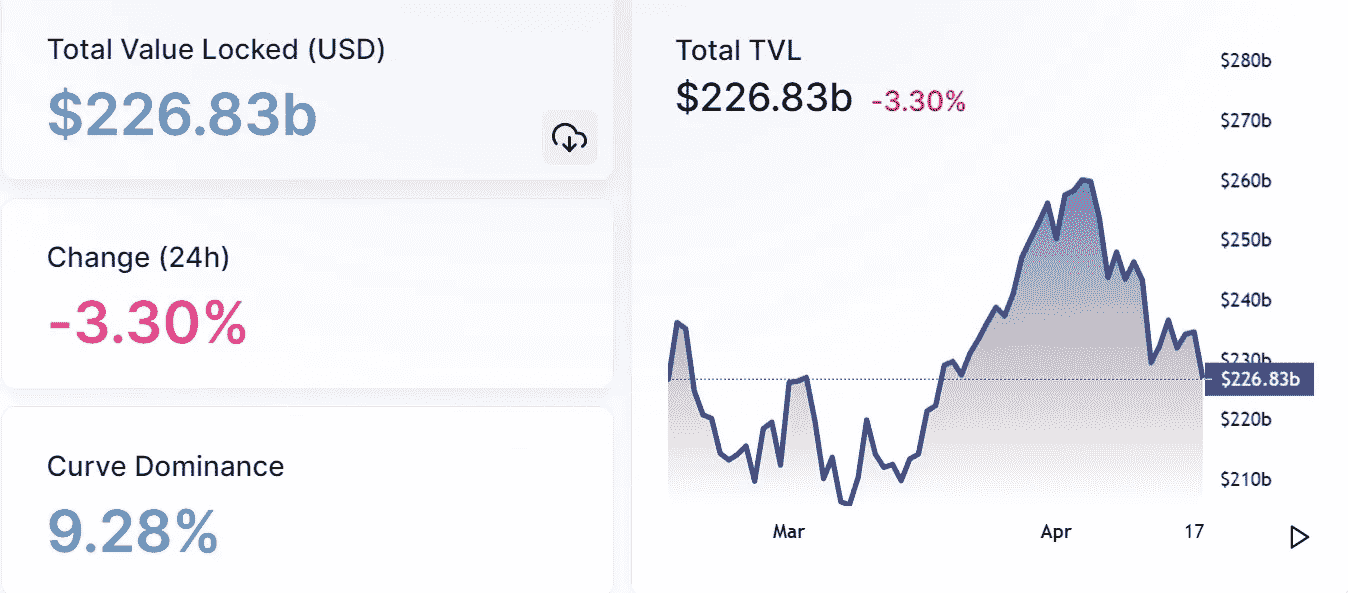 Total Value Locked (USD)
$226.83b
Change (24h)
-3.30%
Curve Dominance
9.28%
Total TVL
$226.83b -3.30%
$280b
$270b
$260b
$250b
$240b
$230b
$226.83b
$220b
$210b
Mar Apr 17